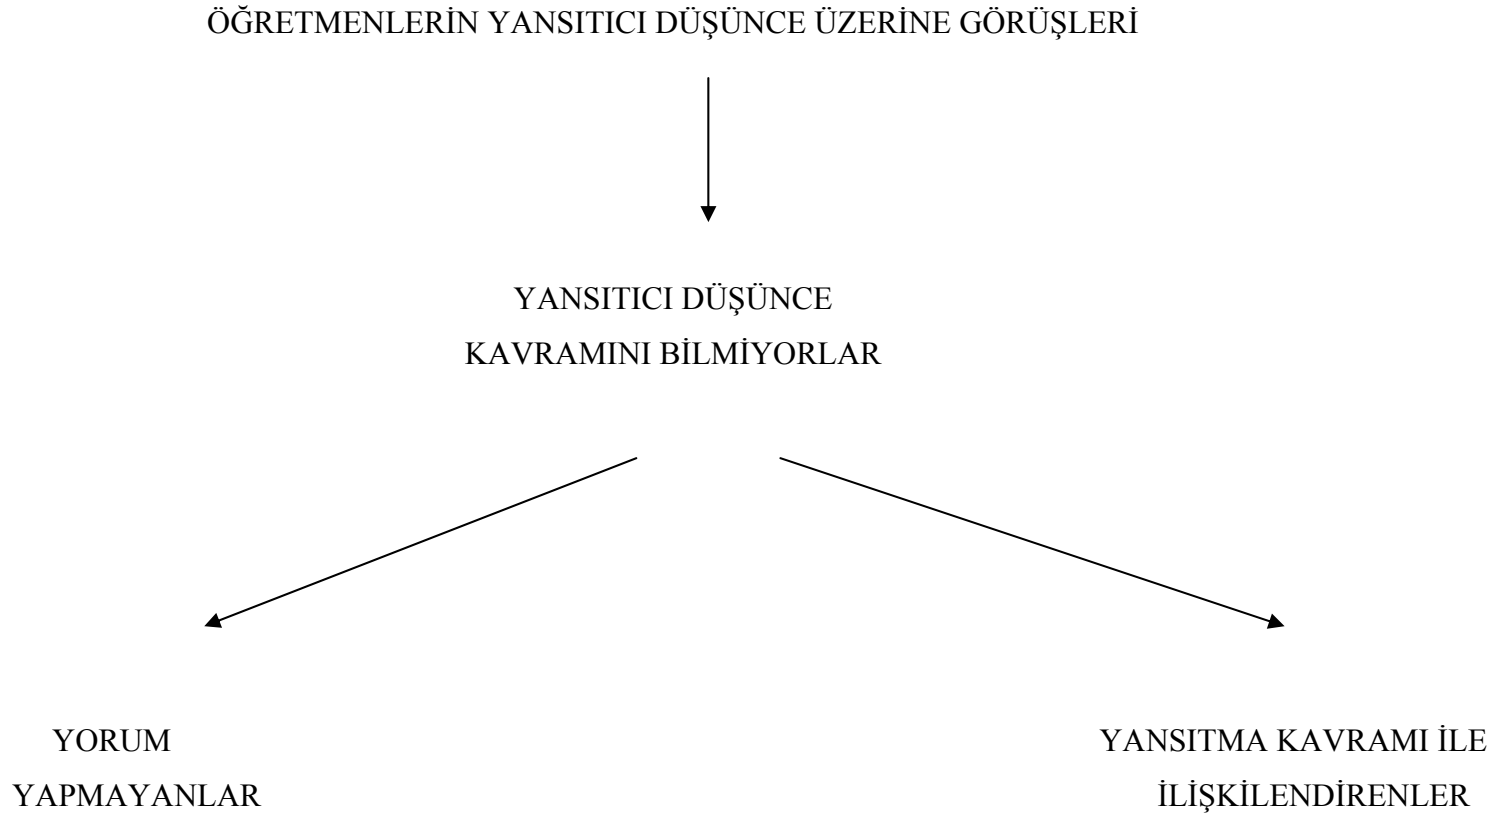 ÖĞRETMENLERİN YANSITICI DÜŞÜNCE ÜZERİNE GÖRÜŞLERİ
YANSITICI DÜŞÜNCE
KAVRAMINI BİLMİYORLAR
YORUM
YAPMAYANLAR
YANSITMA KAVRAMI İLE
İLİŞKİLENDİRENLER